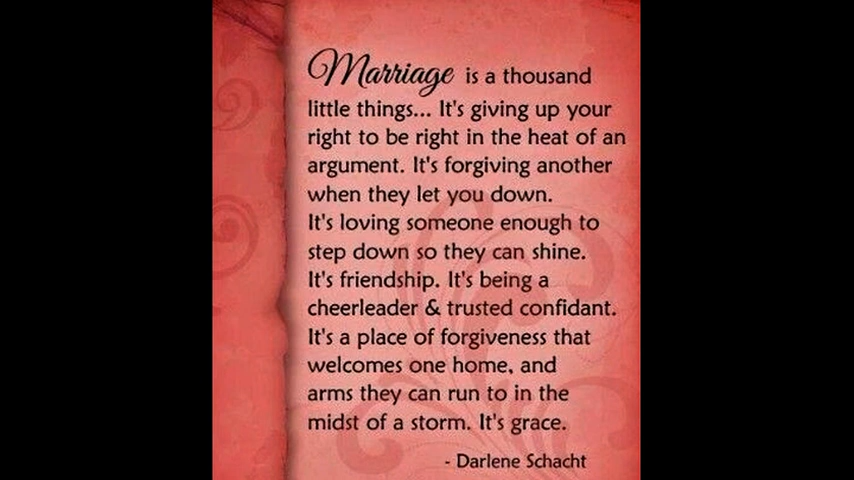 Marriage is a thousand
little things... It's giving up your
right to be right in the heat of an
argument. It's forgiving another
when they let you down.
It's loving someone enough to
step down so they can shine.
It's friendship. It's being a
cheerleader & trusted confidant.
It's a place of forgiveness that
welcomes one home, and
arms they can run to in the
midst of a storm. It's grace.
- Darlene Schacht